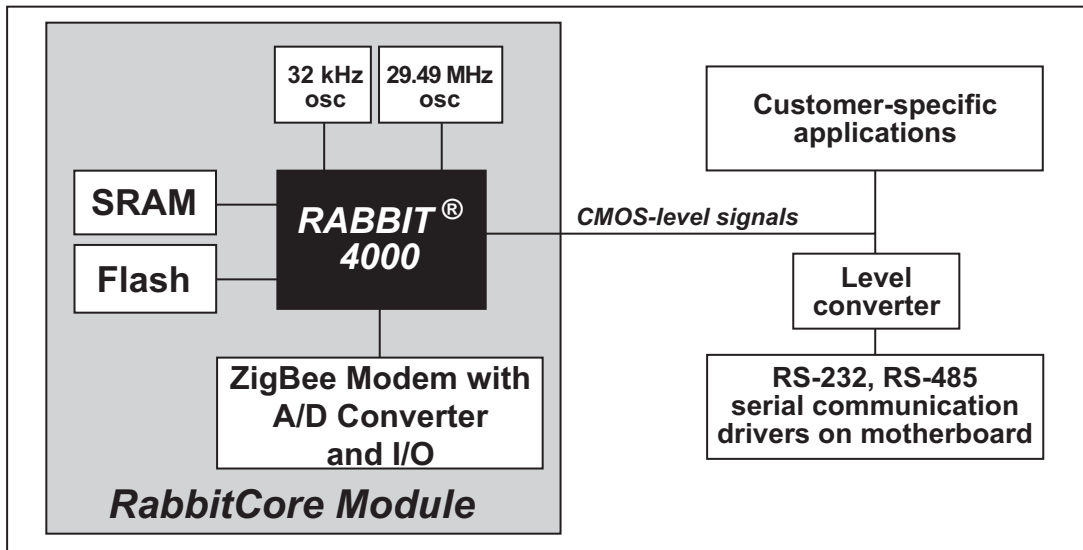 32 kHz
osc
29.49 MHz
osc
SRAM
Flash
RABBIT ®
4000
ZigBee Modem with
A/D Converter
and I/O
RabbitCore Module
CMOS-level signals
Customer-specific
applications
Level
converter
RS-232, RS-485
serial communication
drivers on motherboard